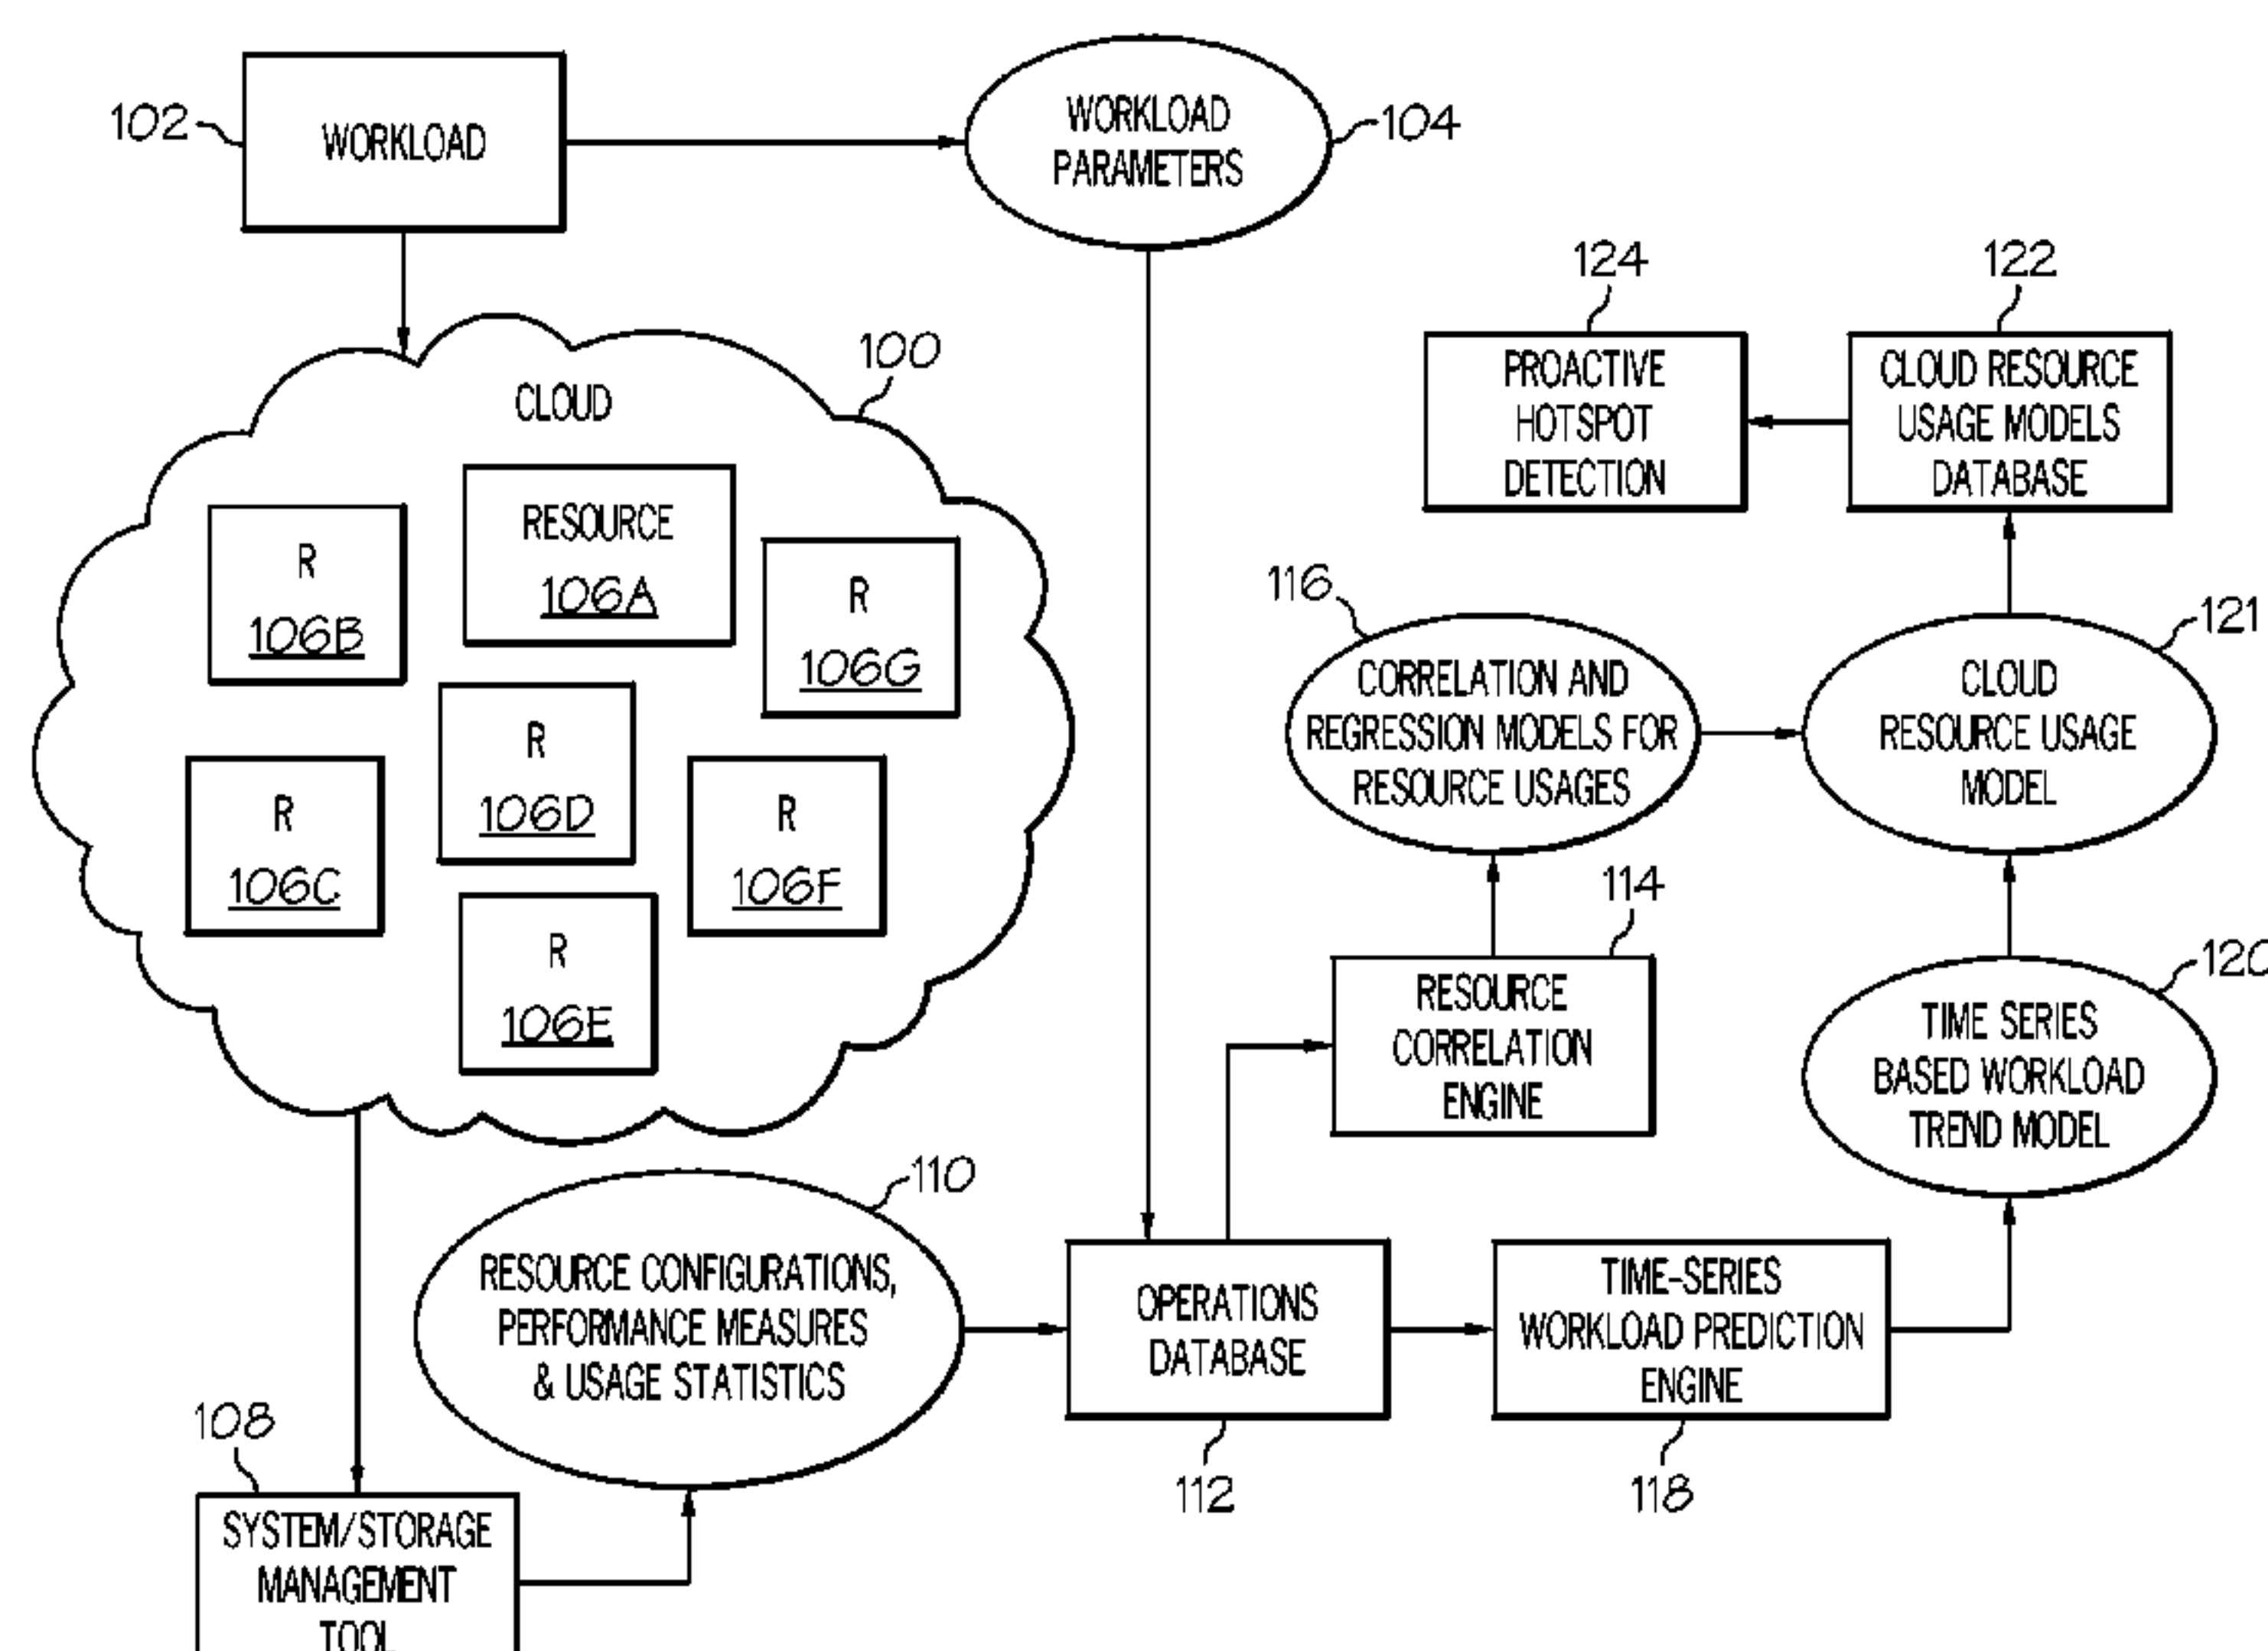 102
WORKLOAD
WORKLOAD
PARAMETERS
104
124
122
100
CLOUD
PROACTIVE
HOTSPOT
DETECTION
CLOUD RESOURCE
USAGE MODELS
DATABASE
RESOURCE
106A
R
106B
R
106G
116
121
CORRELATION AND
REGRESSION MODELS FOR
RESOURCE USAGES
CLOUD
RESOURCE USAGE
MODEL
R
106D
R
106C
R
106F
114
R
106E
RESOURCE
CORRELATION
ENGINE
120
TIME SERIES
BASED WORKLOAD
TREND MODEL
110
RESOURCE CONFIGURATIONS,
PERFORMANCE MEASURES
& USAGE STATISTICS
OPERATIONS
DATABASE
TIME-SERIES
WORKLOAD PREDICTION
ENGINE
108
112
118
SYSTEM/STORAGE
MANAGEMENT
TOOL